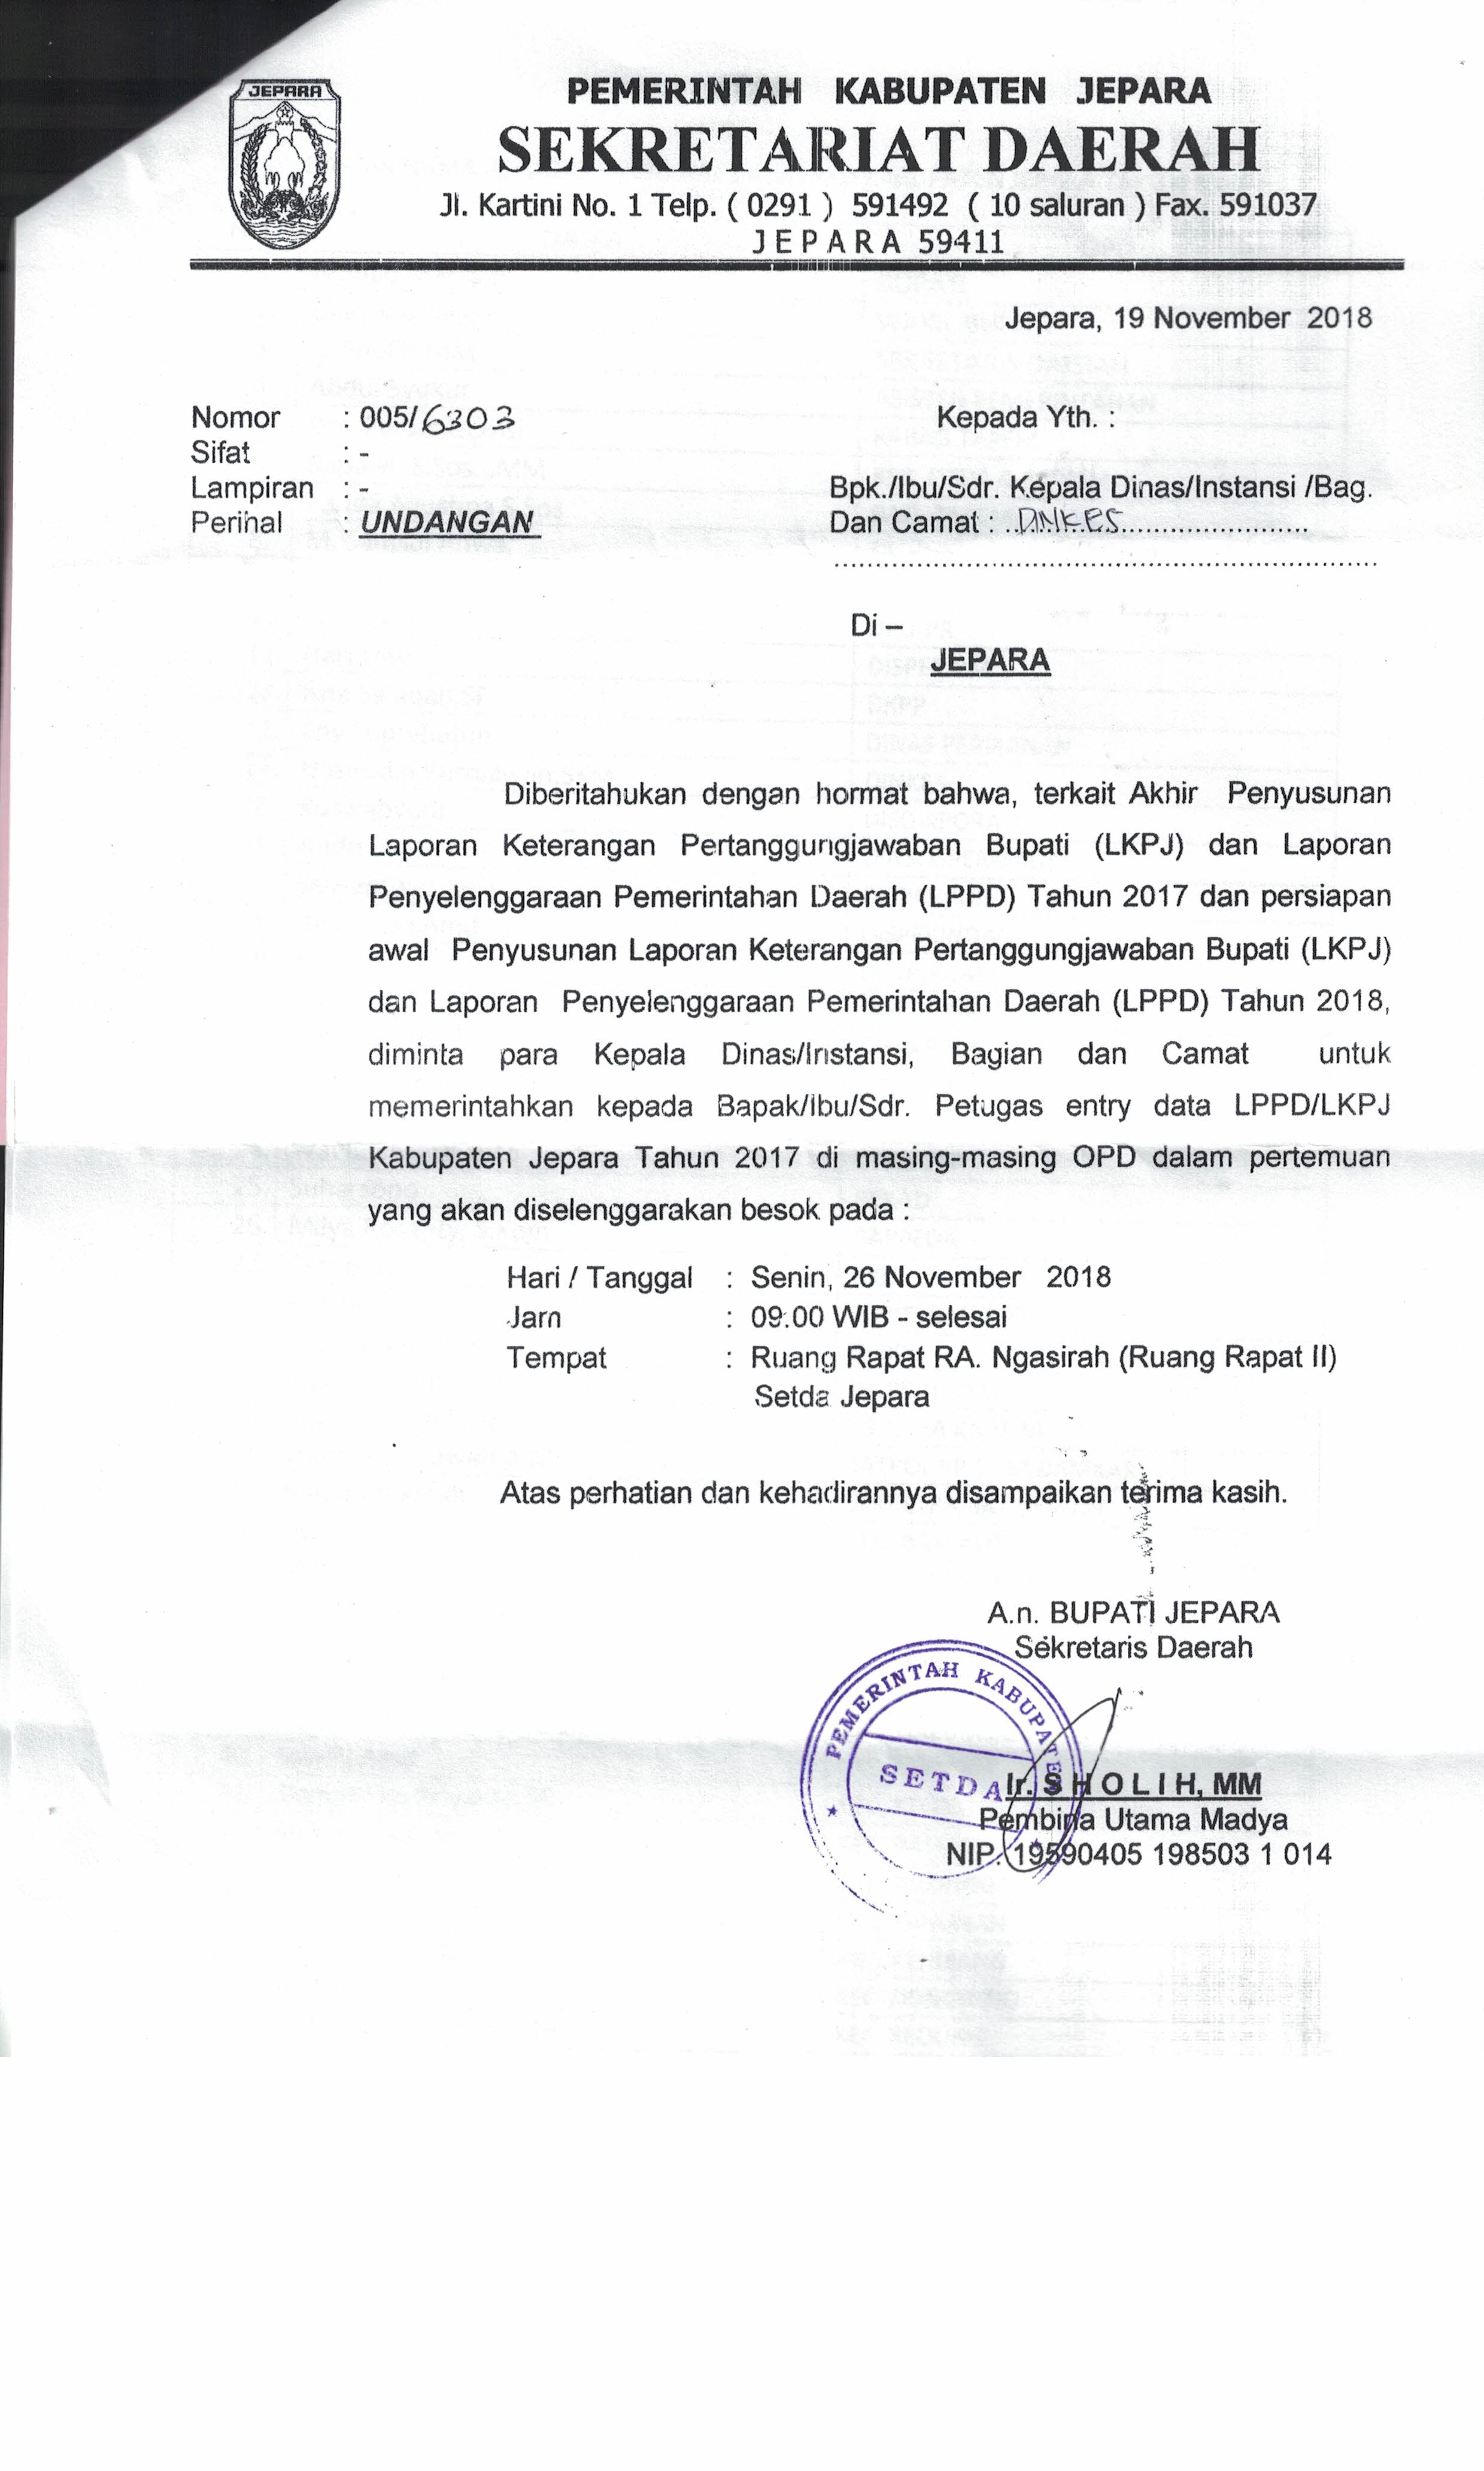 JEPARA
PEMERINTAH KABUPATEN JEPARA
SEKRETARIAT DAERAH
Jl. Kartini No. 1 Telp. ( 0291 ) 591492 ( 10 saluran ) Fax. 591037
J E P A R A 59411
Jepara, 19 November 2018
Nomor : 005/6303
Sifat : -
Lampiran : -
Perihal : UNDANGAN
Kepada Yth. :
Bpk./Ibu/Sdr. Kepala Dinas/Instansi /Bag.
Dan Camat : ..DINKES......................
..............................................................
Di –
JEPARA
Diberitahukan dengan hormat bahwa, terkait Akhir Penyusunan
Laporan Keterangan Pertanggungjawaban Bupati (LKPJ) dan Laporan
Penyelenggaraan Pemerintahan Daerah (LPPD) Tahun 2017 dan persiapan
awal Penyusunan Laporan Keterangan Pertanggungjawaban Bupati (LKPJ)
dan Laporan Penyelenggaraan Pemerintahan Daerah (LPPD) Tahun 2018,
diminta para Kepala Dinas/Instansi, Bagian dan Camat untuk
memerintahkan kepada Bapak/Ibu/Sdr. Petugas entry data LPPD/LKPJ
Kabupaten Jepara Tahun 2017 di masing-masing OPD dalam pertemuan
yang akan diselenggarakan besok pada :
Hari / Tanggal : Senin, 26 November 2018
Jam : 09.00 WIB - selesai
Tempat : Ruang Rapat RA. Ngasirah (Ruang Rapat II)
Setda Jepara
Atas perhatian dan kehadirannya disampaikan terima kasih.
A.n. BUPATI JEPARA
Sekretaris Daerah
PEMERINTAH KABUPATEN
SETDA
Ir. S H O L I H, MM
Pembina Utama Madya
NIP. 19590405 198503 1 014